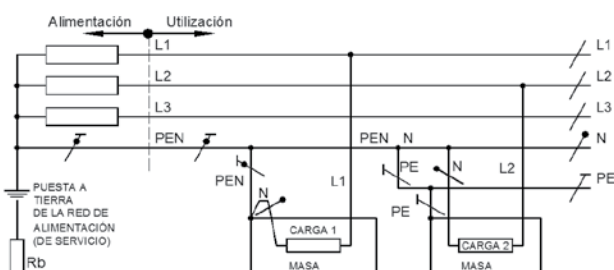 Alimentación Utilización
L1 L1
L2 L2
L3 L3
PEN PEN N N
PE N L2 PE
PEN N L1 PE
PUESTA A
TIERRA
DE LA RED DE
ALIMENTACIÓN
(DE SERVICIO)
CARGA 1 CARGA 2
Rb MASA MASA